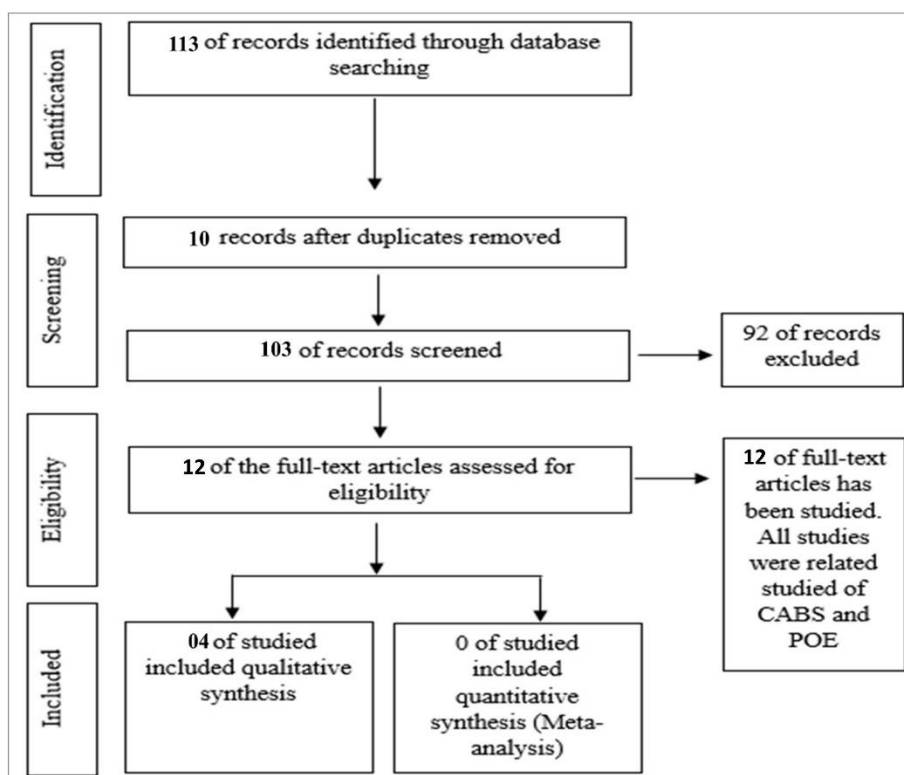 Identification
113 of records identified through database
searching
Screening
10 records after duplicates removed
103 of records screened
92 of records
excluded
Eligibility
12 of the full-text articles assessed for
eligibility
12 of full-text
articles has
been studied.
All studies
were related
studied of
CABS and
POE
Included
04 of studied
included qualitative
synthesis
0 of studied
included
quantitative
synthesis (Meta-
analysis)